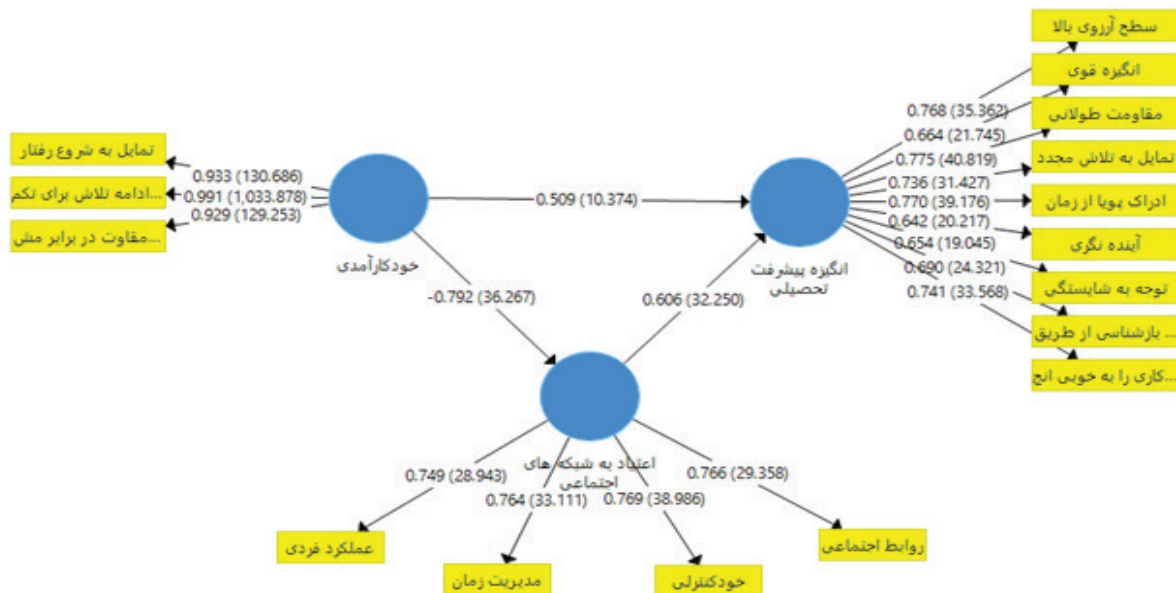 سطح آرزوی بالا
انگیزه قوی
0.768 (35.362)
0.664 (21.745)
مقاومت طولانی
0.775 (40.819)
تمایل به تلاش مجدد
0.736 (31.427)
ادراک پویا از زمان
0.770 (39.176)
0.642 (20.217)
آینده نگری
0.654 (19.045)
0.690 (24.321)
توجه به شایستگی
0.741 (33.568)
بازشناسی از طریق ...
کاری را به خوبی انج...
انگیزه پیشرفت
تحصیلی
0.509 (10.374)
خودکارآمدی
تمایل به شروع رفتار
0.933 (130.686)
ادامه تلاش برای تکم...
0.991 (1,033.878)
مقاوت در برابر مش...
0.929 (129.253)
-0.792 (36.267)
0.606 (32.250)
اعتیاد به شبکه های
اجتماعی
0.749 (28.943)
0.764 (33.111)
0.769 (38.986)
0.766 (29.358)
روابط اجتماعی
خودکنترلی
مدیریت زمان
عملکرد فردی